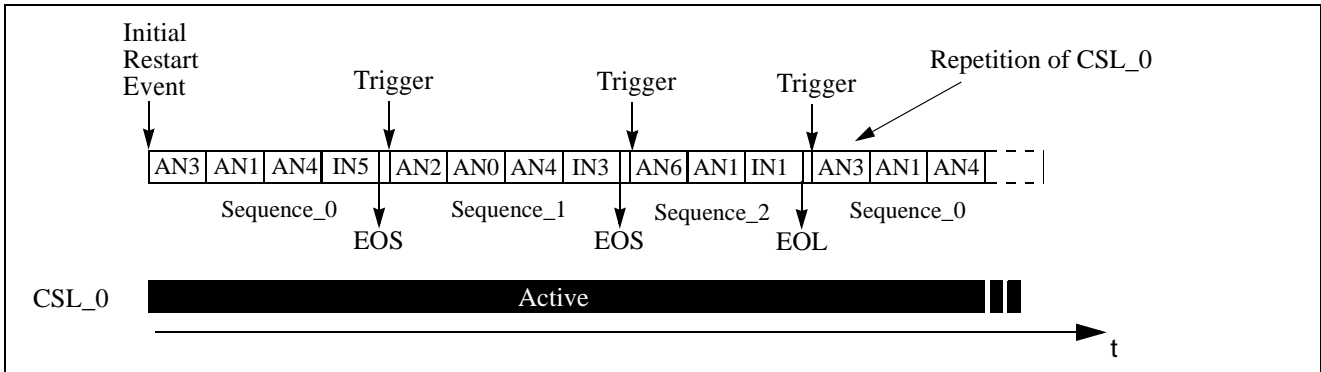 Initial
Restart
Event
Trigger
Trigger
Trigger
Repetition of CSL_0
AN3 AN1 AN4 IN5 AN2 AN0 AN4 IN3 AN6 AN1 IN1 AN3 AN1 AN4
Sequence_0 Sequence_1 Sequence_2 Sequence_0
EOS EOS EOL
CSL_0 Active
t